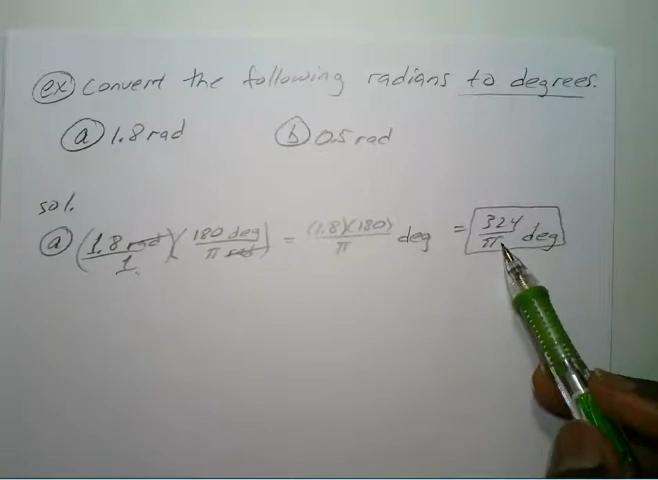 ex Convert the following radians to degrees.
a 1.8 rad b 0.5 rad
sol.
a (1.8 rad / 1)(180 deg / π rad) = (1.8)(180) / π deg = 324 / π deg